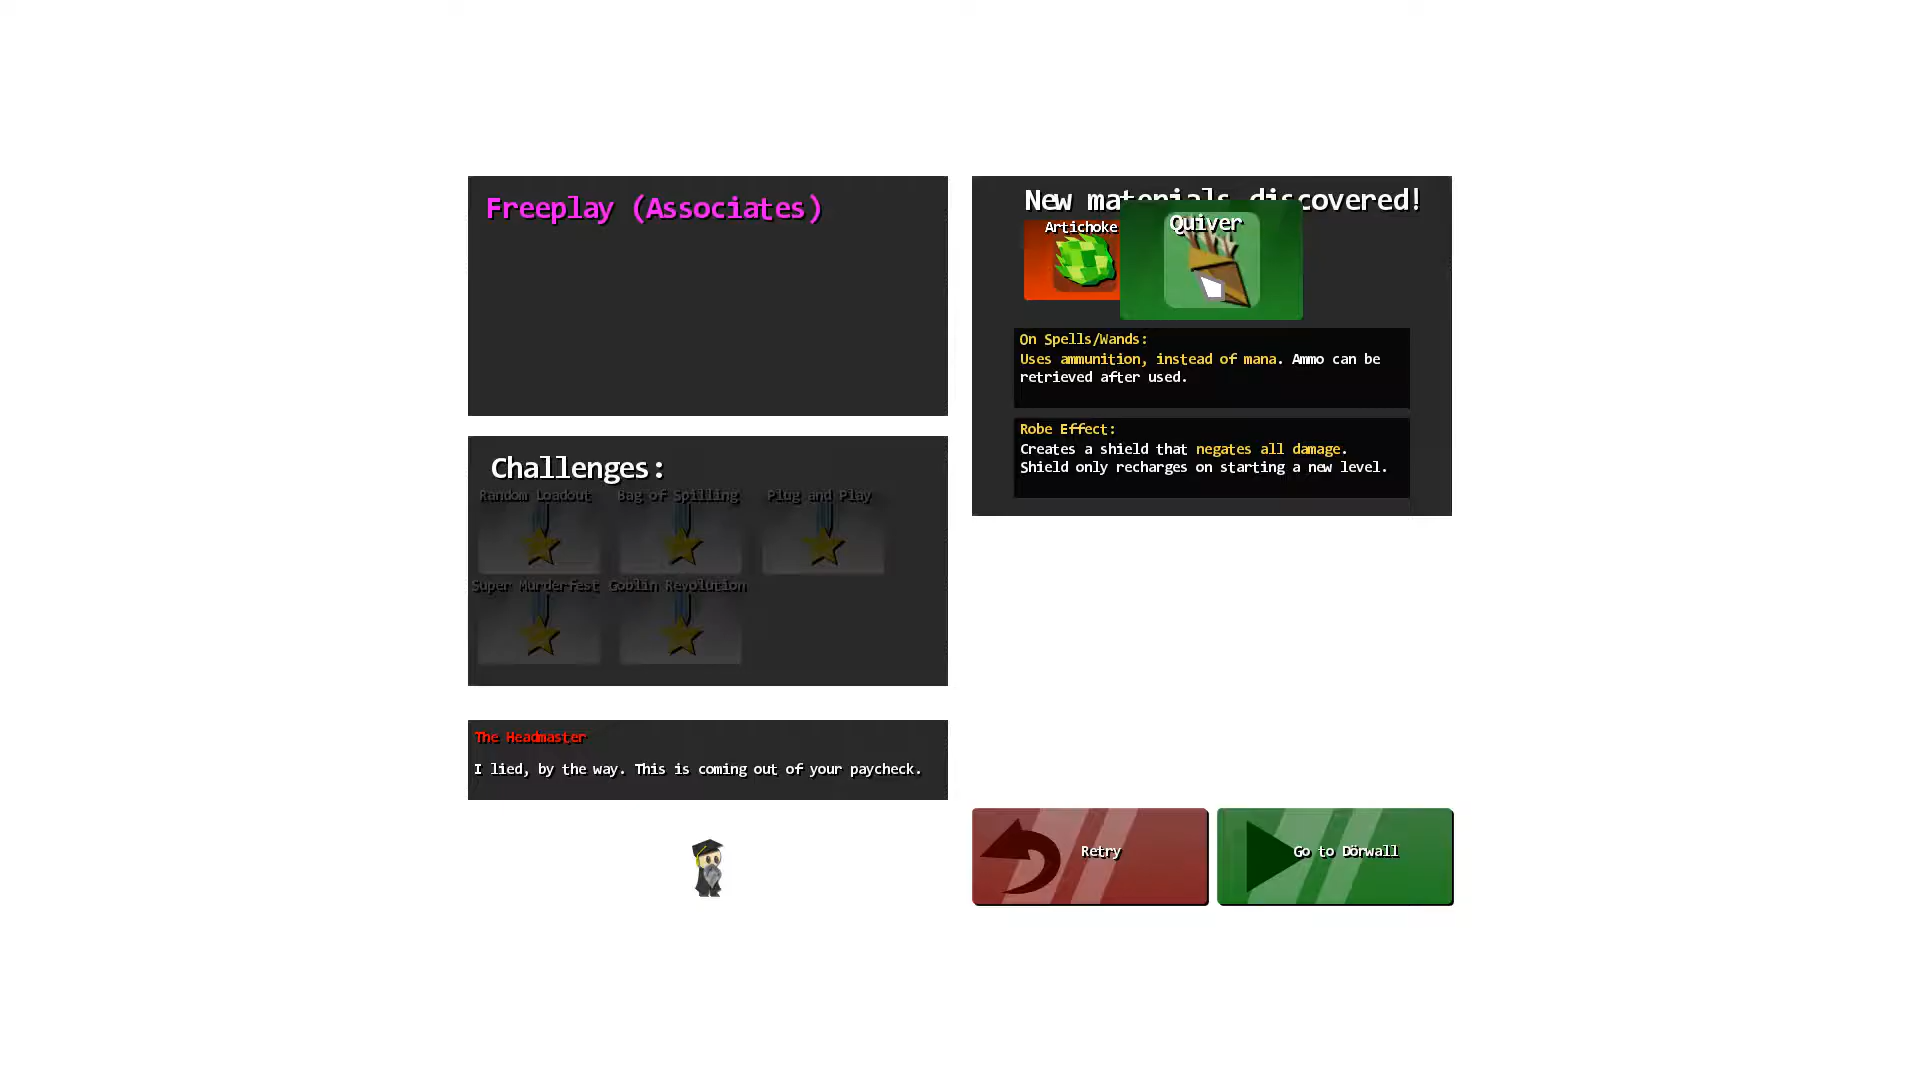 Freeplay (Associates)
Challenges:
Random Loadout
Bag of Spilling
Plug and Play
Super Murderfest
Goblin Revolution
The Headmaster
I lied, by the way. This is coming out of your paycheck.
New materials discovered!
Artichoke
Quiver
On Spells/Wands:
Uses ammunition, instead of mana. Ammo can be
retrieved after used.
Robe Effect:
Creates a shield that negates all damage.
Shield only recharges on starting a new level.
Retry
Go to Dörwall